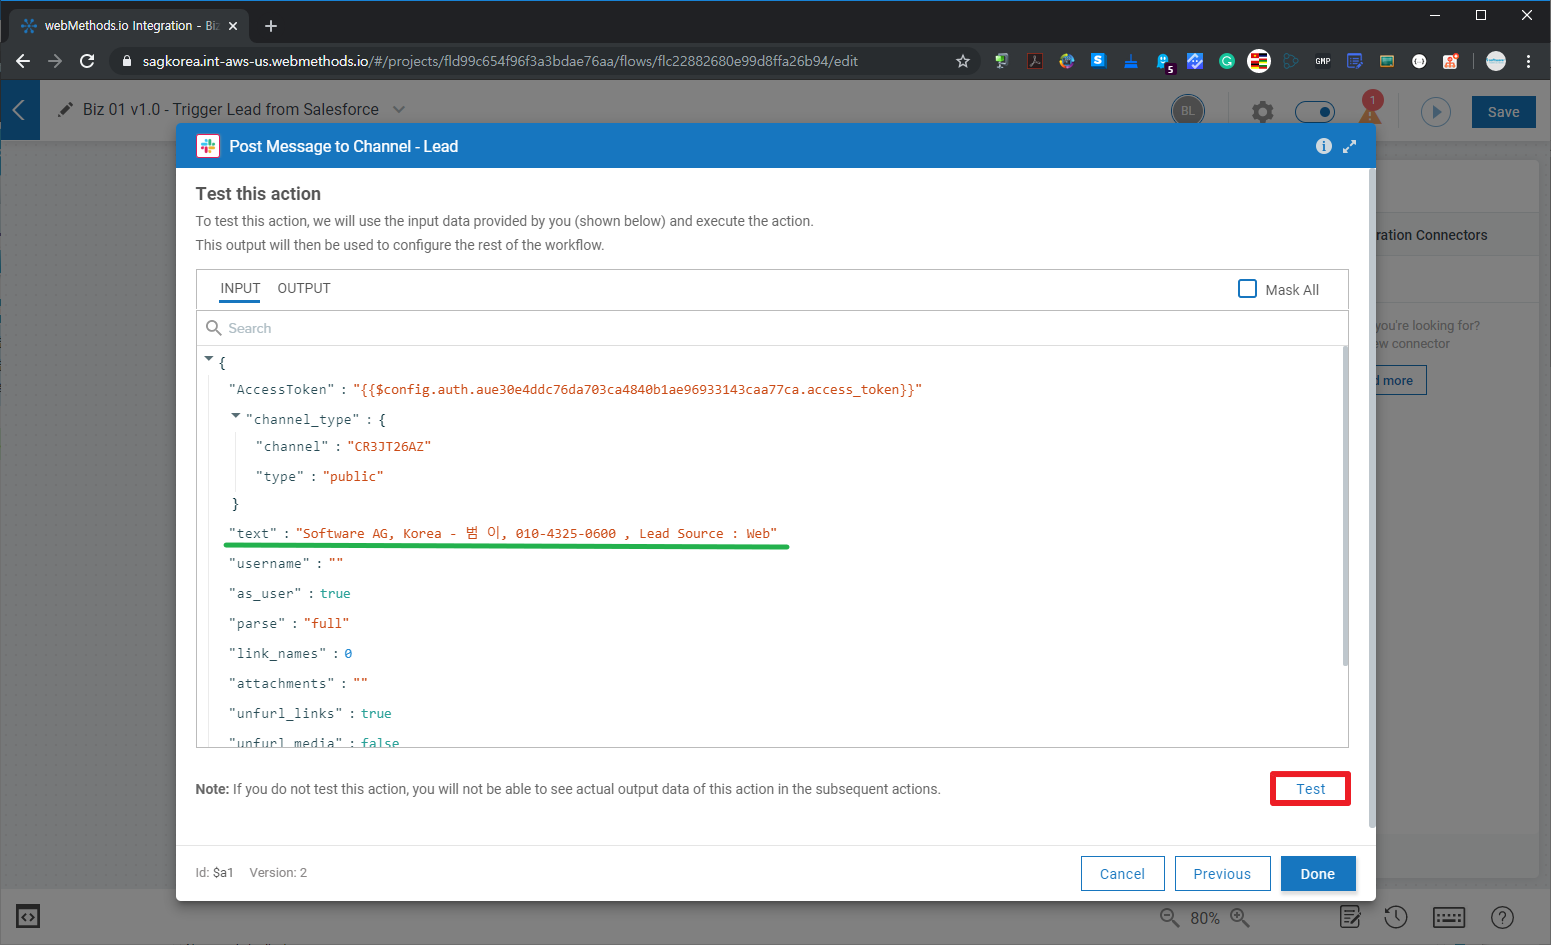 webMethods.io Integration - Biz
sagkorea.int-aws-us.webmethods.io/#/projects/fld99c654f96f3a3bdae76aa/flows/flc22882680e99d8ffa26b94/edit
5
GMP
Biz 01 v1.0 - Trigger Lead from Salesforce
BL
1
Save
Post Message to Channel - Lead
Test this action
To test this action, we will use the input data provided by you (shown below) and execute the action.
This output will then be used to configure the rest of the workflow.
ration Connectors
INPUT OUTPUT
Mask All
Search
you're looking for?
ew connector
d more
{
"AccessToken" : "{{$config.auth.aue30e4ddc76da703ca4840b1ae96933143caa77ca.access_token}}"
"channel_type" : {
"channel" : "CR3JT26AZ"
"type" : "public"
}
"text" : "Software AG, Korea - 범 이, 010-4325-0600 , Lead Source : Web"
"username" : ""
"as_user" : true
"parse" : "full"
"link_names" : 0
"attachments" : ""
"unfurl_links" : true
"unfurl_media" : false
Note: If you do not test this action, you will not be able to see actual output data of this action in the subsequent actions.
Test
Id: $a1 Version: 2
Cancel
Previous
Done
80%